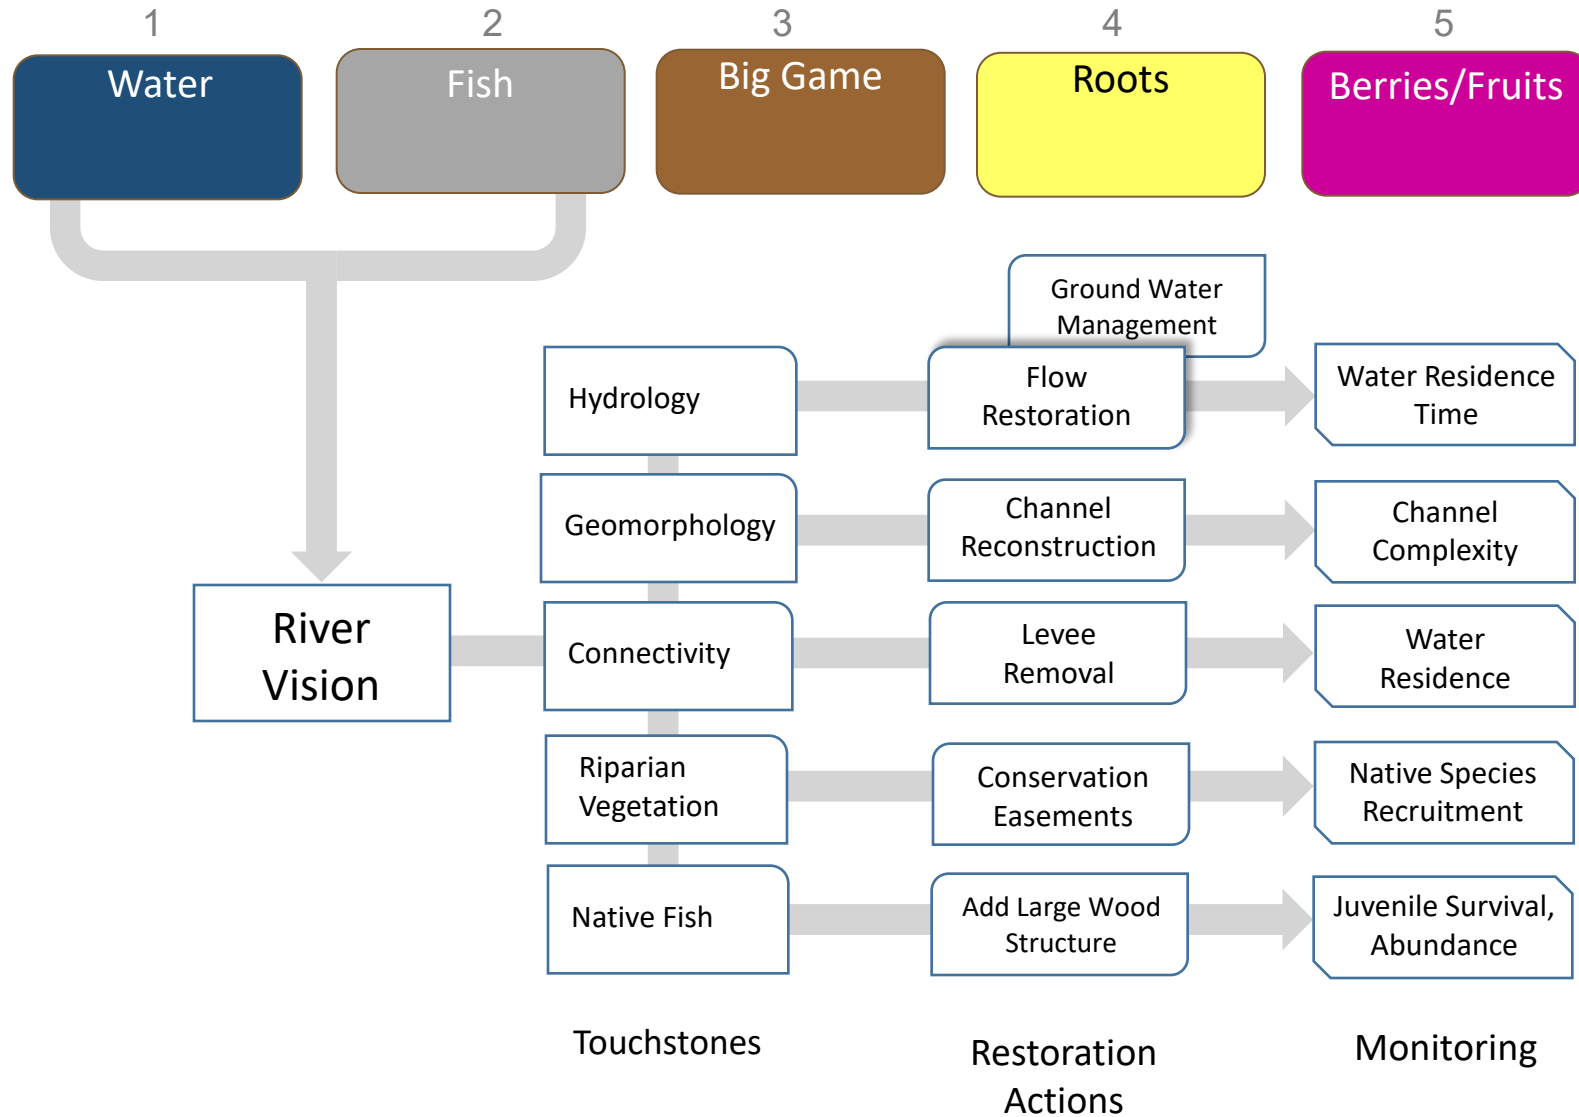 1
2
3
4
5
Water
Fish
Big Game
Roots
Berries/Fruits
Ground Water
Management
Hydrology
Flow
Restoration
Water Residence
Time
Geomorphology
Channel
Reconstruction
Channel
Complexity
River
Vision
Connectivity
Levee
Removal
Water
Residence
Riparian
Vegetation
Conservation
Easements
Native Species
Recruitment
Native Fish
Add Large Wood
Structure
Juvenile Survival,
Abundance
Touchstones
Restoration
Actions
Monitoring